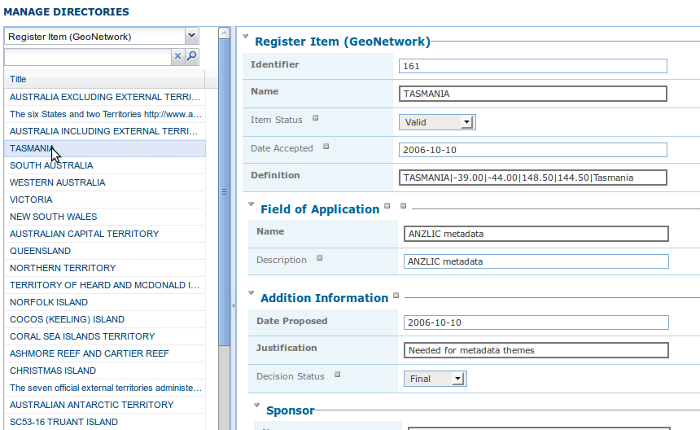 MANAGE DIRECTORIES
Register Item (GeoNetwork)
Title
AUSTRALIA EXCLUDING EXTERNAL TERRI...
The six States and two Territories http://www.a...
AUSTRALIA INCLUDING EXTERNAL TERRI...
TASMANIA
SOUTH AUSTRALIA
WESTERN AUSTRALIA
VICTORIA
NEW SOUTH WALES
AUSTRALIAN CAPITAL TERRITORY
QUEENSLAND
NORTHERN TERRITORY
TERRITORY OF HEARD AND MCDONALD I...
NORFOLK ISLAND
COCOS (KEELING) ISLAND
CORAL SEA ISLANDS TERRITORY
ASHMORE REEF AND CARTIER REEF
CHRISTMAS ISLAND
The seven official external territories administe...
AUSTRALIAN ANTARCTIC TERRITORY
SC53-16 TRUANT ISLAND
Register Item (GeoNetwork)
Identifier 161
Name TASMANIA
Item Status Valid
Date Accepted 2006-10-10
Definition TASMANIA|-39.00|-44.00|148.50|144.50|Tasmania
Field of Application
Name ANZLIC metadata
Description ANZLIC metadata
Addition Information
Date Proposed 2006-10-10
Justification Needed for metadata themes
Decision Status Final
Sponsor